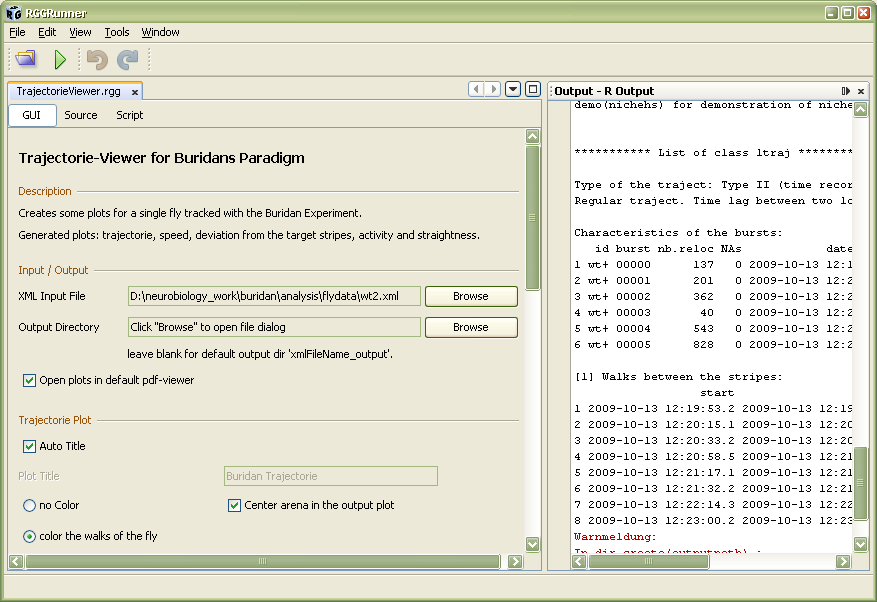 RGGRunner
File Edit View Tools Window
TrajectorieViewer.rgg
GUI Source Script
Trajectorie-Viewer for Buridans Paradigm
Description
Creates some plots for a single fly tracked with the Buridan Experiment.
Generated plots: trajectorie, speed, deviation from the target stripes, activity and straightness.
Input / Output
XML Input File D:\neurobiology_work\buridan\analysis\flydata\wt2.xml Browse
Output Directory Click "Browse" to open file dialog Browse
leave blank for default output dir 'xmlFileName_output'.
Open plots in default pdf-viewer
Trajectorie Plot
Auto Title
Plot Title Buridan Trajectorie
no Color Center arena in the output plot
color the walks of the fly
Output - R Output
demo(nichehs) for demonstration of niche
*********** List of class ltraj ********
Type of the traject: Type II (time recor
Regular traject. Time lag between two lo
Characteristics of the bursts:
id burst nb.reloc NAs date
1 wt+ 00000 137 0 2009-10-13 12:1
2 wt+ 00001 201 0 2009-10-13 12:2
3 wt+ 00002 362 0 2009-10-13 12:2
4 wt+ 00003 40 0 2009-10-13 12:2
5 wt+ 00004 543 0 2009-10-13 12:2
6 wt+ 00005 828 0 2009-10-13 12:2
[1] Walks between the stripes:
start
1 2009-10-13 12:19:53.2 2009-10-13 12:19
2 2009-10-13 12:20:15.1 2009-10-13 12:20
3 2009-10-13 12:20:33.2 2009-10-13 12:20
4 2009-10-13 12:20:58.5 2009-10-13 12:21
5 2009-10-13 12:21:17.1 2009-10-13 12:21
6 2009-10-13 12:21:32.2 2009-10-13 12:21
7 2009-10-13 12:22:14.3 2009-10-13 12:22
8 2009-10-13 12:23:00.2 2009-10-13 12:23
Warnmeldung:
In dir.create(outputpath) :